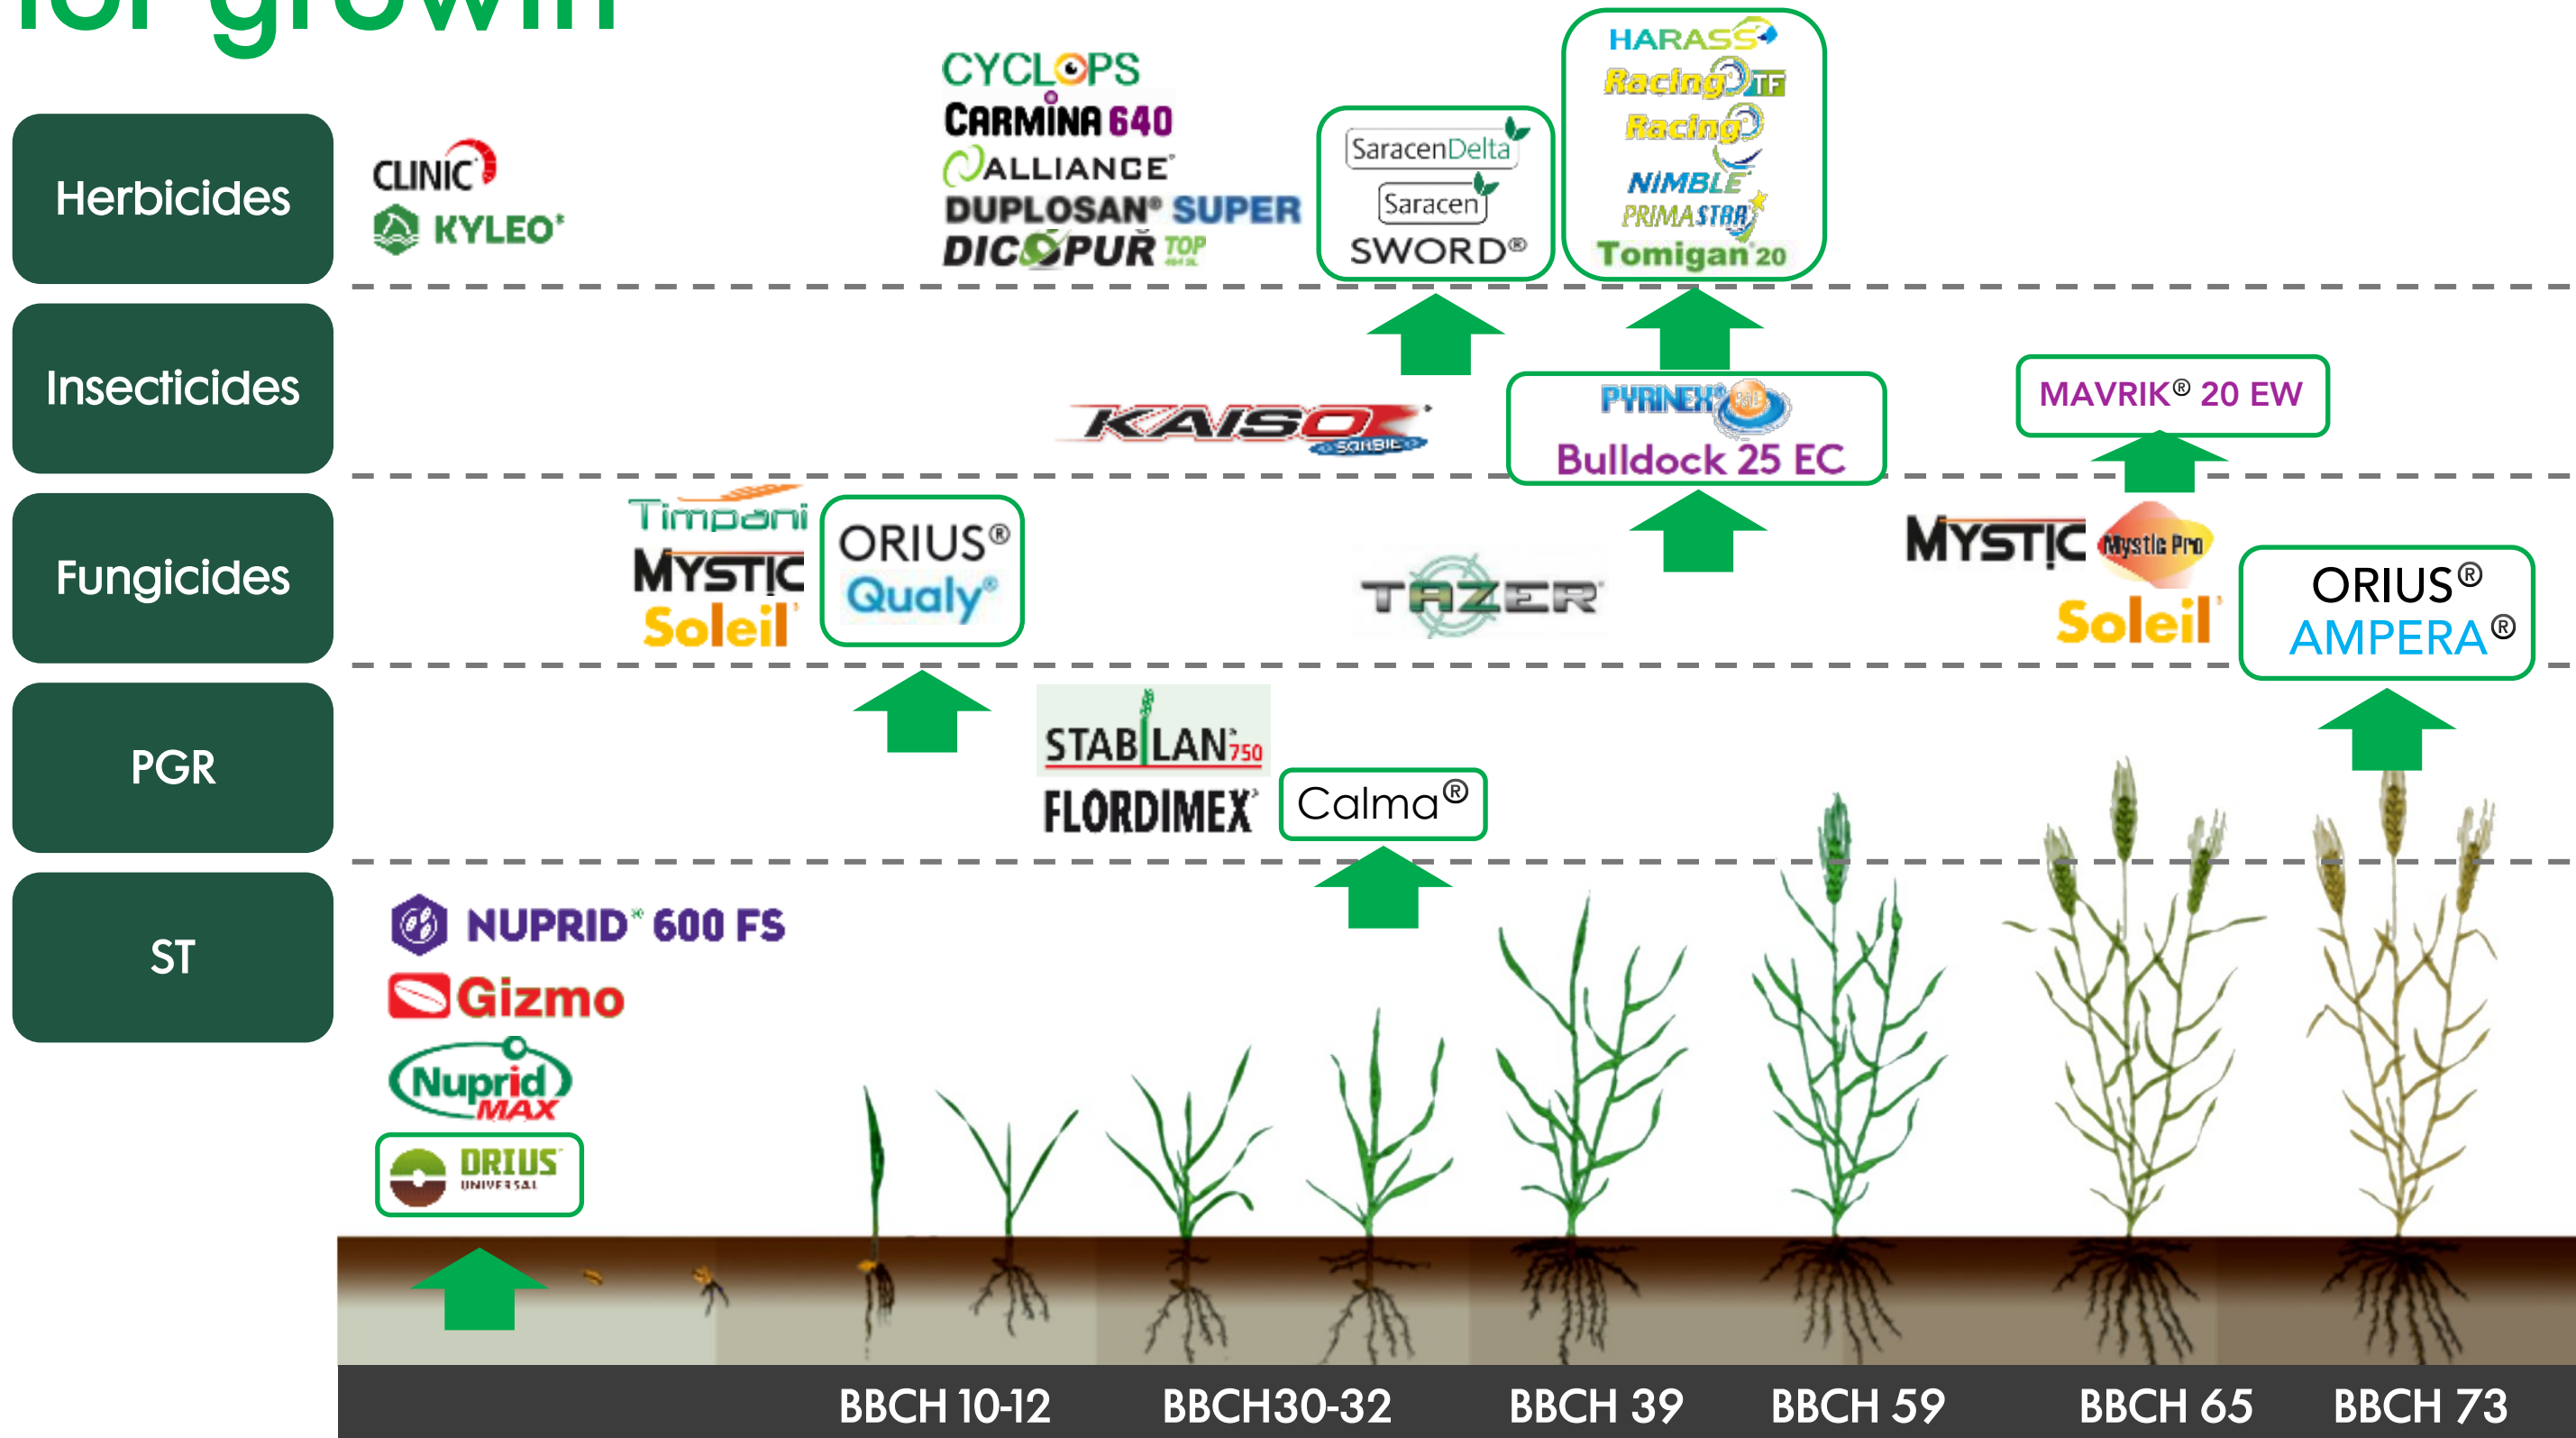 for growth
Herbicides
CLINIC
KYLEO
CYCLOPS
CARMINA 640
ALLIANCE
DUPLOSAN® SUPER
DICOPUR TOP
SaracenDelta
Saracen
SWORD®
HARASS
Racing TF
Racing
NIMBLE
PRIMASTAR
Tomigan 20
Insecticides
KAISO SORBIE
PYRINEX
Bulldock 25 EC
MAVRIK® 20 EW
Fungicides
Timpani
MYSTIC
Soleil
ORIUS®
Qualy®
TAZER
MYSTIC Mystic Pro
Soleil
ORIUS®
AMPERA®
PGR
STABILAN 750
FLORDIMEX
Calma®
ST
NUPRID 600 FS
Gizmo
Nuprid
MAX
ORIUS
UNIVERSAL
BBCH 10-12 BBCH30-32 BBCH 39 BBCH 59 BBCH 65 BBCH 73